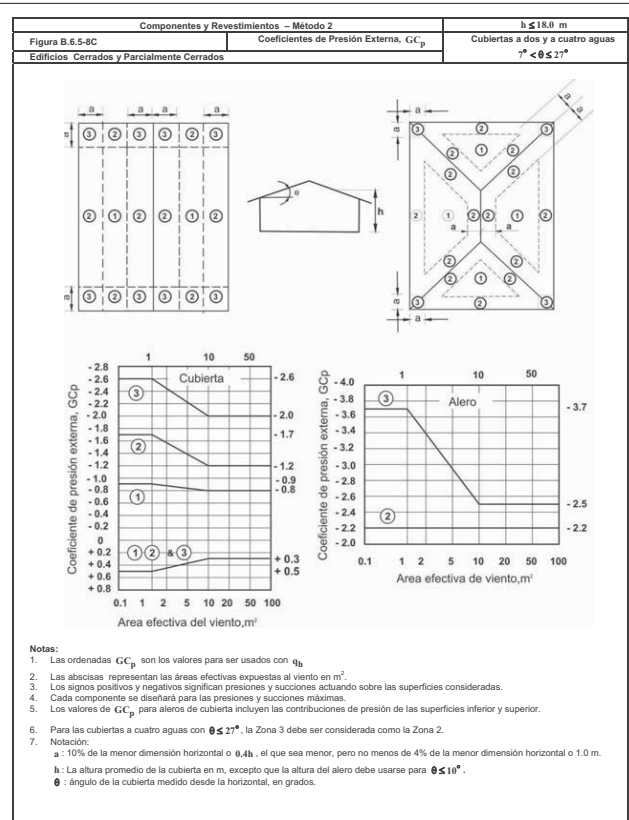 Componentes y Revestimientos – Método 2
h ≤ 18.0 m
Figura B.6.5-8C
Coeficientes de Presión Externa, GCp
Cubiertas a dos y a cuatro aguas
7° < θ ≤ 27°
Edificios Cerrados y Parcialmente Cerrados
a a a a
a
3 2 3 3 2 3
2 1 2 2 1 2
3 2 3 3 2 3
a
θ
h
a
a
a
a
3 2 3
2 1 2
2 2
2 1 2 2 1 2
a a
2 2
2 1 2
3 2 3
a
a
1 10 50
Coeficiente de presión externa, GCp
- 2.8
- 2.6
- 2.4
- 2.2
- 2.0
- 1.8
- 1.6
- 1.4
- 1.2
- 1.0
- 0.8
- 0.6
- 0.4
- 0.2
0
+ 0.2
+ 0.4
+ 0.6
+ 0.8
Cubierta
3
2
1
1 2 & 3
- 2.6
- 2.0
- 1.7
- 1.2
- 0.9
- 0.8
+ 0.3
+ 0.5
0.1 1 2 5 10 20 50 100
Area efectiva del viento,m²
1 10 50
Coeficiente de presión externa, GCp
- 4.0
- 3.8
- 3.6
- 3.4
- 3.2
- 3.0
- 2.8
- 2.6
- 2.4
- 2.2
- 2.0
Alero
3
2
- 3.7
- 2.5
- 2.2
0.1 1 2 5 10 20 50 100
Area efectiva de viento,m²
Notas:
1. Las ordenadas GCp son los valores para ser usados con qh
2. Las abscisas representan las áreas efectivas expuestas al viento en m².
3. Los signos positivos y negativos significan presiones y succiones actuando sobre las superficies consideradas.
4. Cada componente se diseñará para las presiones y succiones máximas.
5. Los valores de GCp para aleros de cubierta incluyen las contribuciones de presión de las superficies inferior y superior.
6. Para las cubiertas a cuatro aguas con θ ≤ 27°, la Zona 3 debe ser considerada como la Zona 2.
7. Notación:
a : 10% de la menor dimensión horizontal o 0.4h , el que sea menor, pero no menos de 4% de la menor dimensión horizontal o 1.0 m.
h : La altura promedio de la cubierta en m, excepto que la altura del alero debe usarse para θ ≤ 10°.
θ : ángulo de la cubierta medido desde la horizontal, en grados.